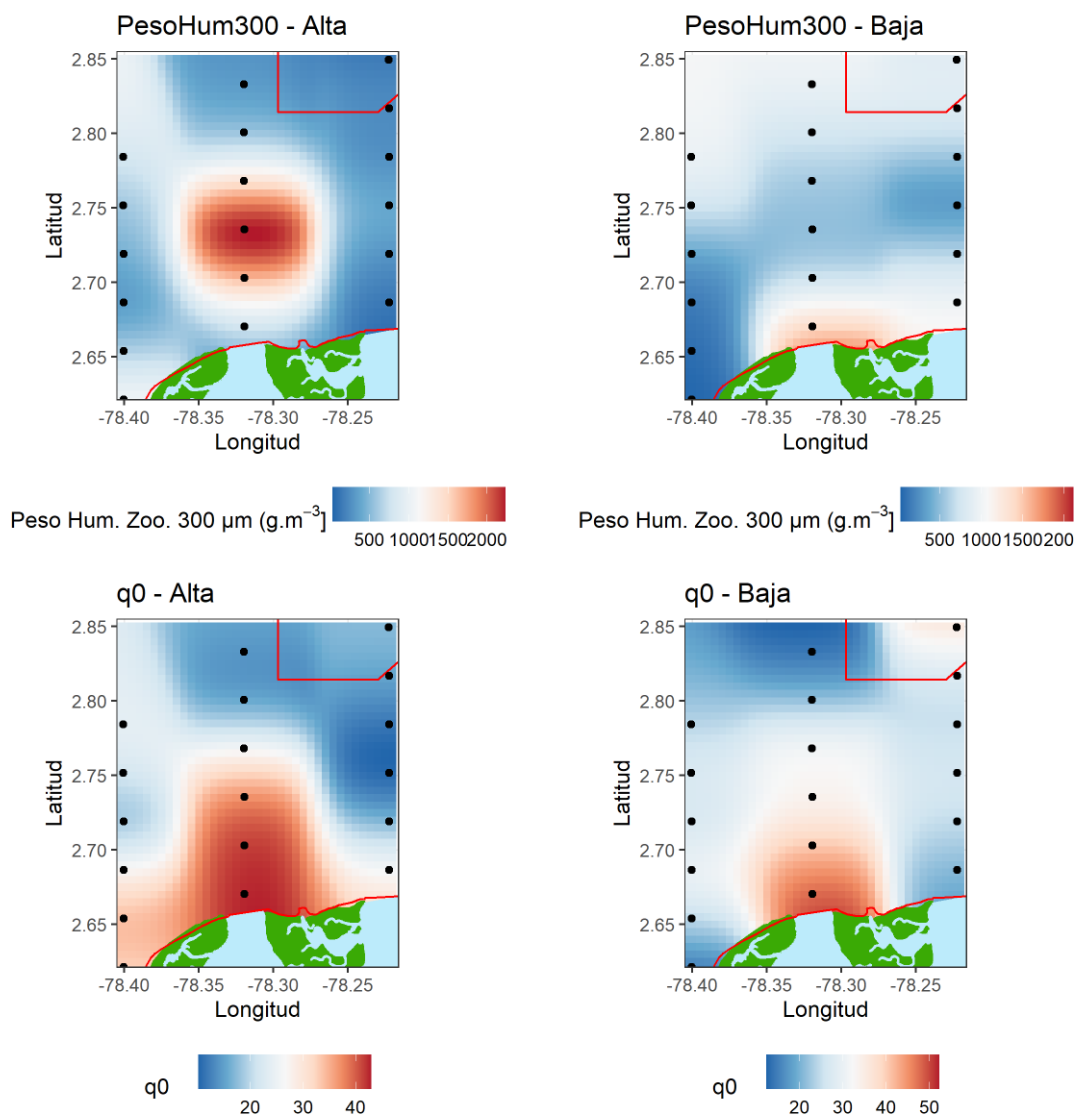 PesoHum300 - Alta
2.85
2.80
2.75
2.70
2.65
Latitud
-78.40 -78.35 -78.30 -78.25
Longitud
Peso Hum. Zoo. 300 µm (g.m⁻³]
500 1000 1500 2000
PesoHum300 - Baja
2.85
2.80
2.75
2.70
2.65
Latitud
-78.40 -78.35 -78.30 -78.25
Longitud
Peso Hum. Zoo. 300 µm (g.m⁻³]
500 1000 1500 200
q0 - Alta
2.85
2.80
2.75
2.70
2.65
Latitud
-78.40 -78.35 -78.30 -78.25
Longitud
q0
20 30 40
q0 - Baja
2.85
2.80
2.75
2.70
2.65
Latitud
-78.40 -78.35 -78.30 -78.25
Longitud
q0
20 30 40 50